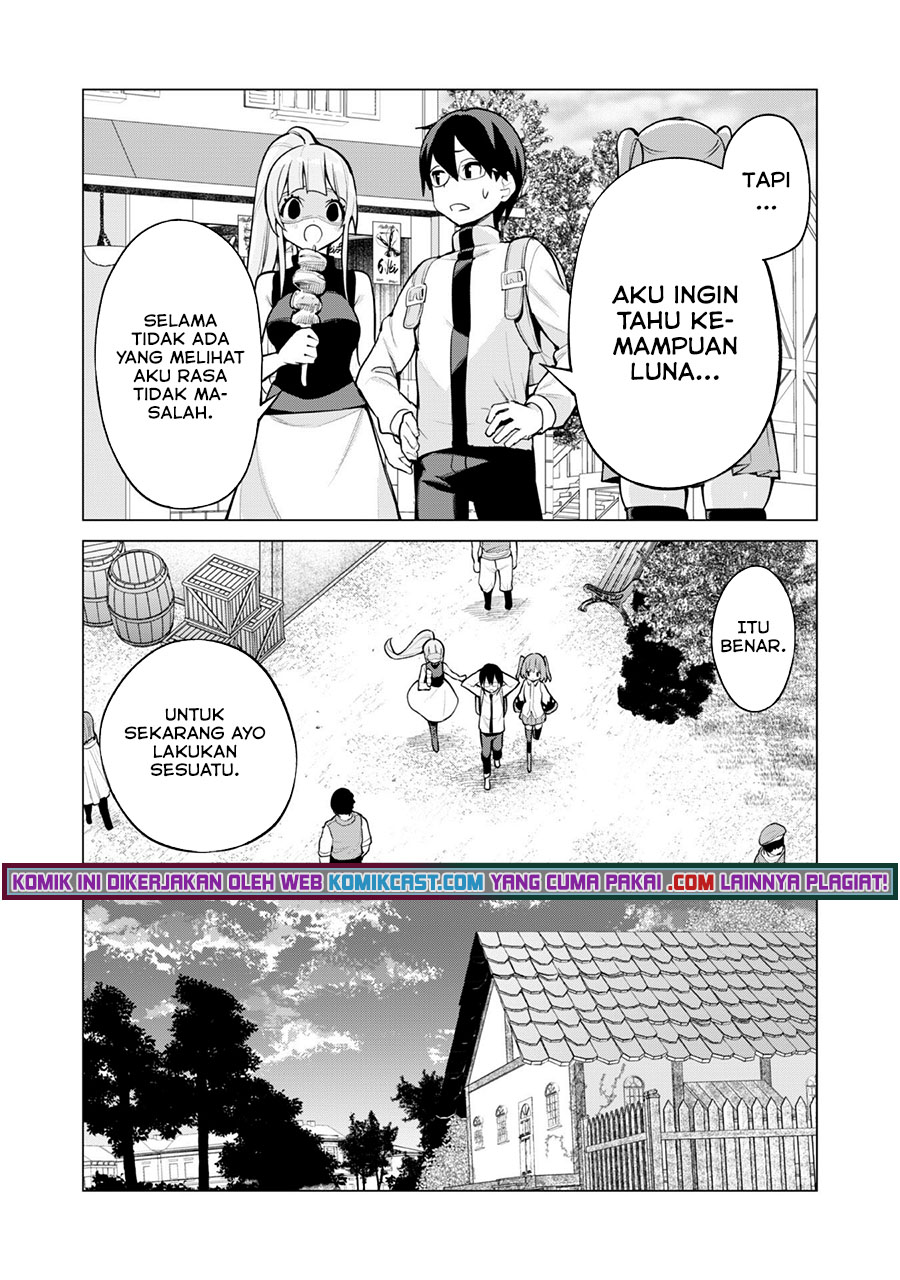 TAPI
...
AKU INGIN
TAHU KE-
MAMPUAN
LUNA...
SELAMA
TIDAK ADA
YANG MELIHAT
AKU RASA
TIDAK MA-
SALAH.
ITU
BENAR.
UNTUK
SEKARANG AYO
LAKUKAN
SESUATU.
KOMIK INI DIKERJAKAN OLEH WEB KOMIKCAST.COM YANG CUMA PAKAI .COM LAINNYA PLAGIAT!